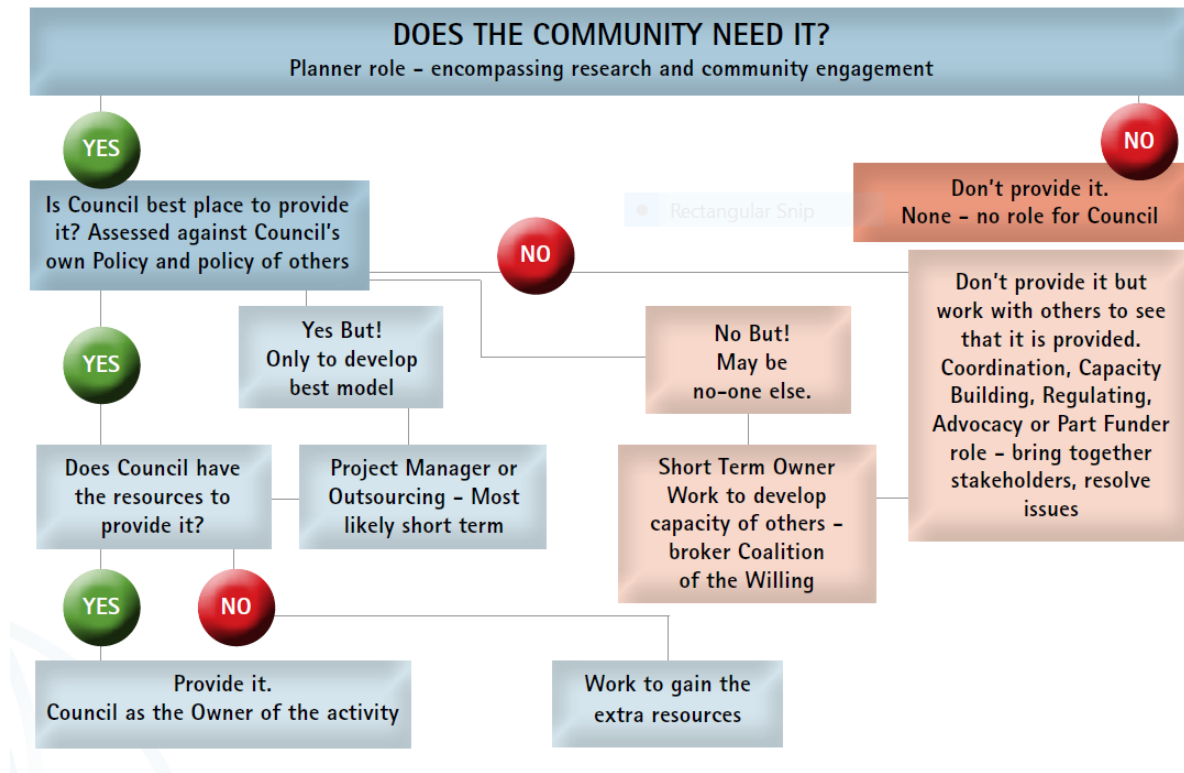 DOES THE COMMUNITY NEED IT?
Planner role - encompassing research and community engagement
YES
NO
Is Council best place to provide
it? Assessed against Council's
own Policy and policy of others
Rectangular Snip
Don't provide it.
None - no role for Council
NO
Yes But!
Only to develop
best model
No But!
May be
no-one else.
Don't provide it but
work with others to see
that it is provided.
Coordination, Capacity
Building, Regulating,
Advocacy or Part Funder
role - bring together
stakeholders, resolve
issues
YES
Does Council have
the resources to
provide it?
Project Manager or
Outsourcing - Most
likely short term
Short Term Owner
Work to develop
capacity of others -
broker Coalition
of the Willing
YES
NO
Provide it.
Council as the Owner of the activity
Work to gain the
extra resources